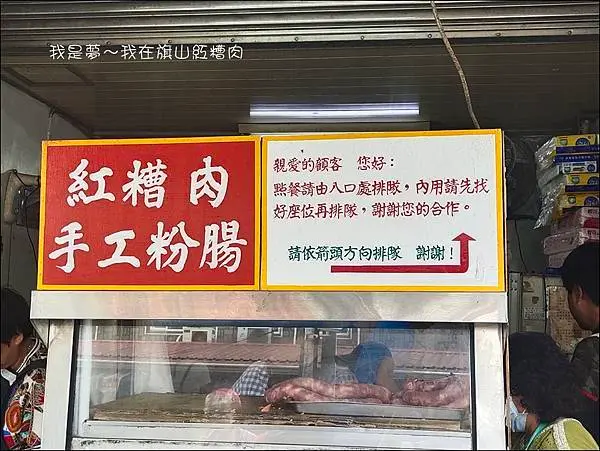 我是夢～我在旗山紅糟肉
紅糟肉
手工粉腸
親愛的顧客 您好：
點餐請由入口處排隊，內用請先找
好座位再排隊，謝謝您的合作。
請依箭頭方向排隊 謝謝！